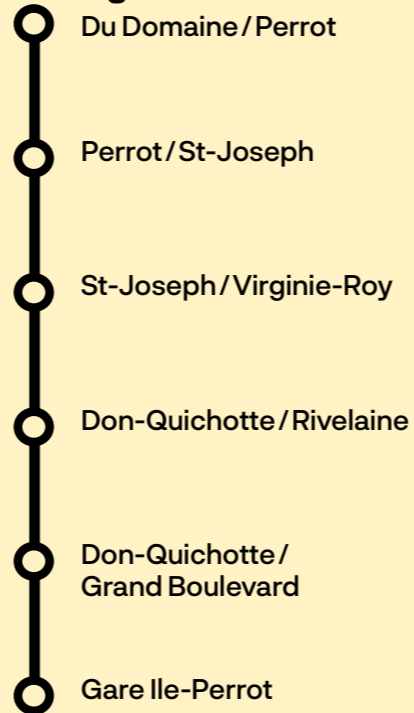 Du Domaine/Perrot
Perrot/St-Joseph
St-Joseph/Virginie-Roy
Don-Quichotte/Rivelaine
Don-Quichotte/
Grand Boulevard
Gare Ile-Perrot